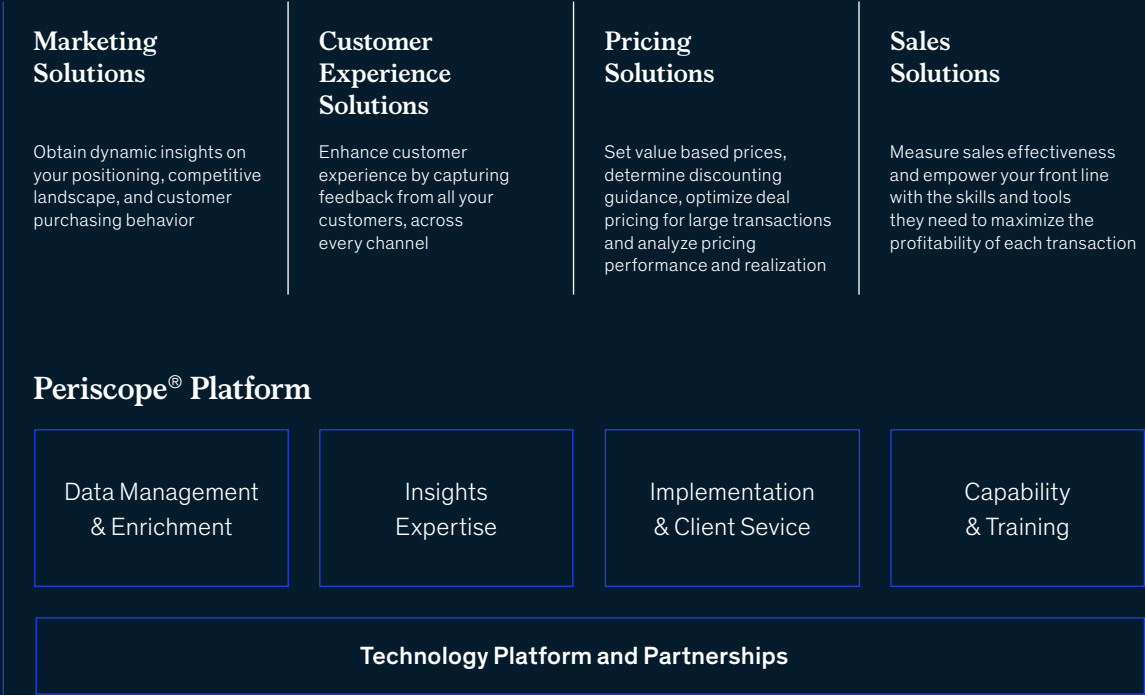 Marketing
Solutions
Obtain dynamic insights on
your positioning, competitive
landscape, and customer
purchasing behavior
Customer
Experience
Solutions
Enhance customer
experience by capturing
feedback from all your
customers, across
every channel
Pricing
Solutions
Set value based prices,
determine discounting
guidance, optimize deal
pricing for large transactions
and analyze pricing
performance and realization
Sales
Solutions
Measure sales effectiveness
and empower your front line
with the skills and tools
they need to maximize the
profitability of each transaction
Periscope® Platform
Data Management
& Enrichment
Insights
Expertise
Implementation
& Client Sevice
Capability
& Training
Technology Platform and Partnerships